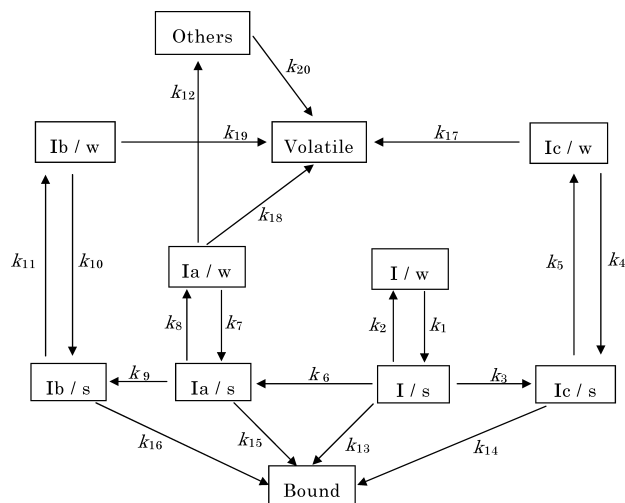 Others
k20
k12
Ib / w
k19
Volatile
k17
Ic / w
k18
k11
k10
Ia / w
I / w
k5
k4
k8
k7
k2
k1
Ib / s
k9
Ia / s
k6
I / s
k3
Ic / s
k16
k15
k13
k14
Bound